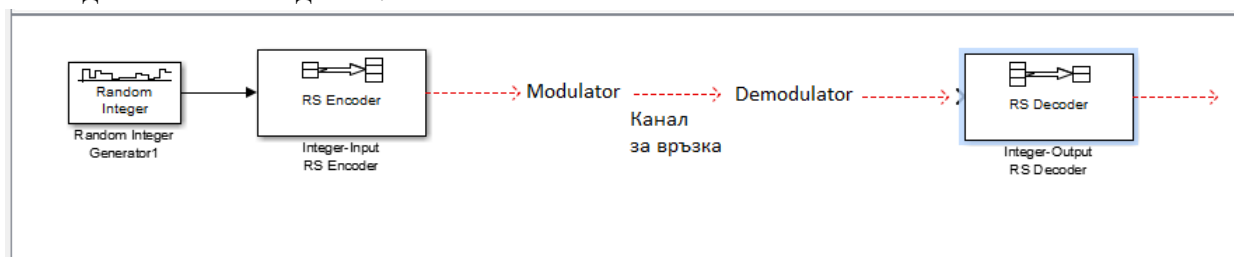 Random
Integer
Random Integer
Generator1
RS Encoder
Integer-Input
RS Encoder
Modulator
Канал
за връзка
Demodulator
RS Decoder
Integer-Output
RS Decoder